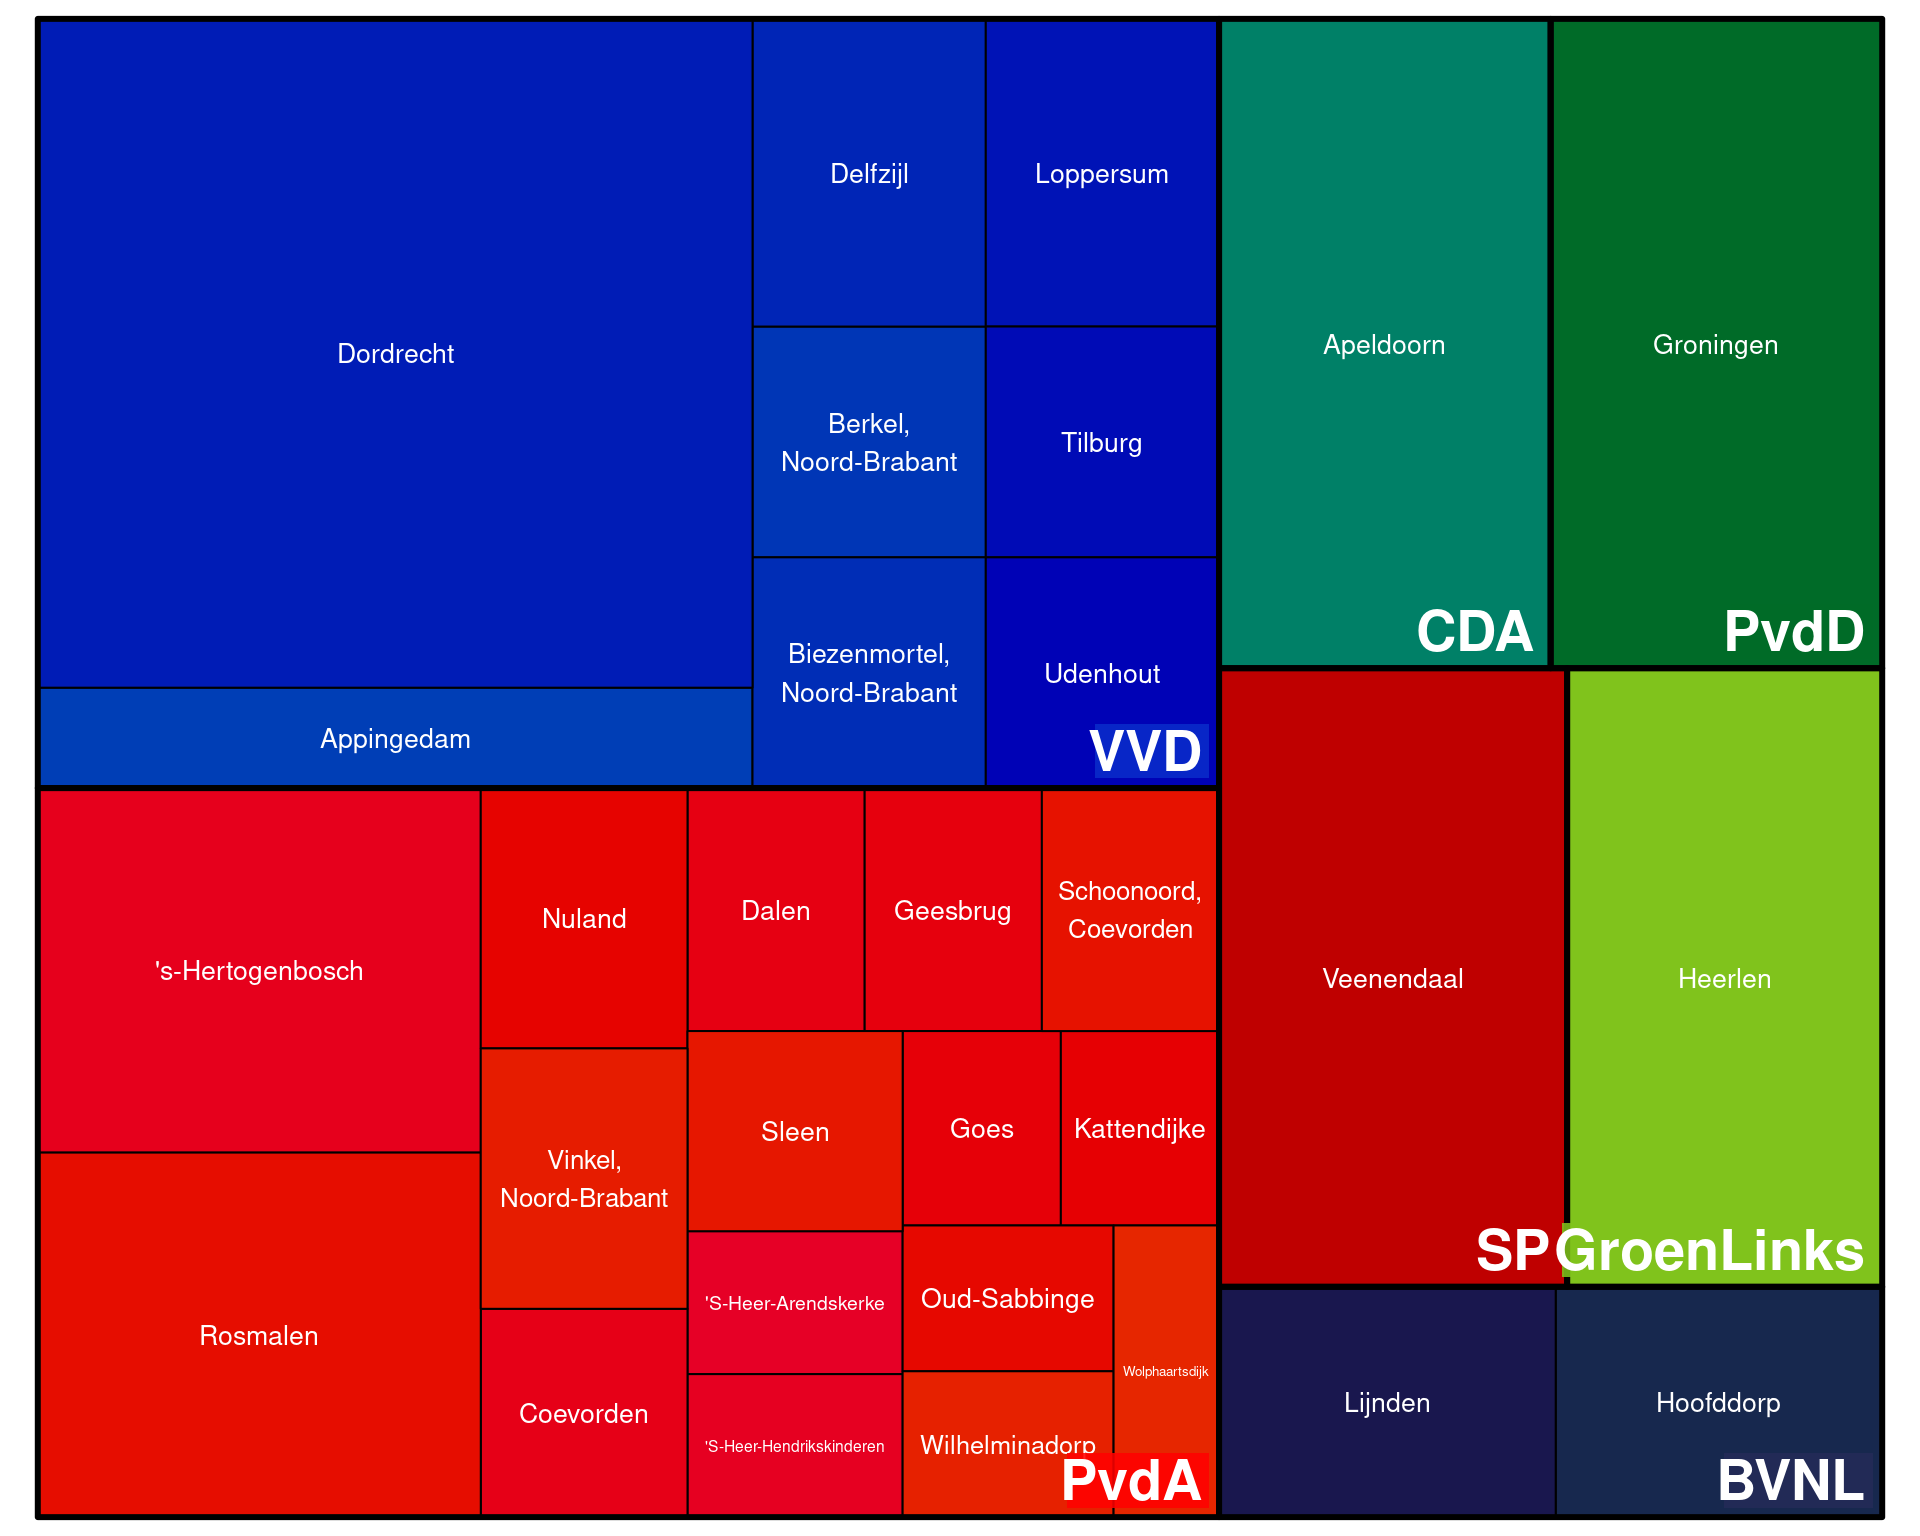 Dordrecht
Appingedam
Delfzijl
Loppersum
Berkel,
Noord-Brabant
Tilburg
Biezenmortel,
Noord-Brabant
Udenhout
VVD
Apeldoorn
CDA
Groningen
PvdD
's-Hertogenbosch
Rosmalen
Nuland
Vinkel,
Noord-Brabant
Coevorden
Dalen
Geesbrug
Schoonoord,
Coevorden
Sleen
Goes
Kattendijke
'S-Heer-Arendskerke
'S-Heer-Hendrikskinderen
Oud-Sabbinge
Wilhelminadorp
Wolphaartsdijk
PvdA
Veenendaal
SP
Heerlen
GroenLinks
Lijnden
Hoofddorp
BVNL